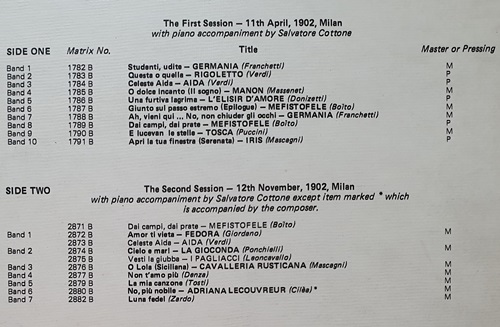 The First Session — 11th April, 1902, Milan
with piano accompaniment by Salvatore Cottone
SIDE ONE Matrix No. Title Master or Pressing
Band 1 1782 B Studenti, udite — GERMANIA (Franchetti) M
Band 2 1783 B Questa o quella — RIGOLETTO (Verdi) P
Band 3 1784 B Celeste Aida — AIDA (Verdi) P
Band 4 1785 B O dolce incanto (Il sogno) — MANON (Massenet) M
Band 5 1786 B Una furtiva lagrima — L'ELISIR D'AMORE (Donizetti) P
Band 6 1787 B Giunto sul passo estremo (Epilogue) — MEFISTOFELE (Boito) M
Band 7 1788 B Ah, vieni qui ... No, non chiuder gli occhi — GERMANIA (Franchetti) M
Band 8 1789 B Dai campi, dai prate — MEFISTOFELE (Boito) P
Band 9 1790 B E lucevan le stelle — TOSCA (Puccini) M
Band 10 1791 B Apri la tua finestra (Serenata) — IRIS (Mascagni) P
SIDE TWO The Second Session — 12th November, 1902, Milan
with piano accompaniment by Salvatore Cottone except item marked * which
is accompanied by the composer.
2871 B Dai campi, dai prate — MEFISTOFELE (Boito)
Band 1 2872 B Amor ti vieta — FEDORA (Giordano) M
2873 B Celeste Aida — AIDA (Verdi)
Band 2 2874 B Cielo e mar! — LA GIOCONDA (Ponchielli) M
2875 B Vesti la giubba — I PAGLIACCI (Leoncavallo)
Band 3 2876 B O Lola (Siciliana) — CAVALLERIA RUSTICANA (Mascagni) M
Band 4 2877 B Non t'amo più (Denza) M
Band 5 2879 B La mia canzone (Tosti) M
Band 6 2880 B No, più nobile — ADRIANA LECOUVREUR (Cilèa)* M
Band 7 2882 B Luna fedel (Zardo) M